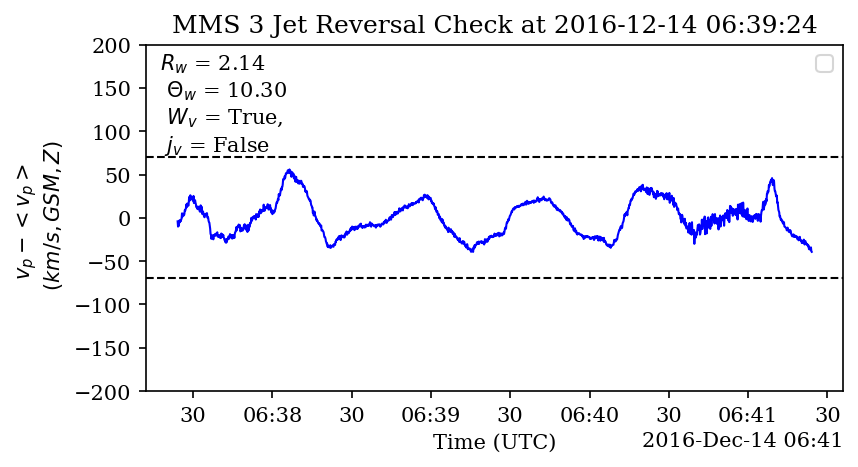 MMS 3 Jet Reversal Check at 2016-12-14 06:39:24
R_w = 2.14
Θ_w = 10.30
W_v = True,
j_v = False
v_p − < v_p >
(km/s, GSM, Z)
200
150
100
50
0
−50
−100
−150
−200
30 06:38 30 06:39 30 06:40 30 06:41 30
Time (UTC)
2016-Dec-14 06:41